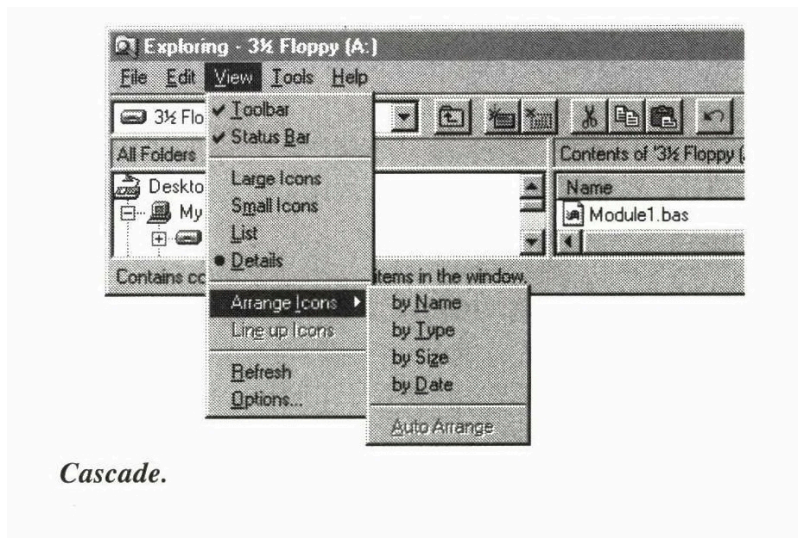 Exploring - 3½ Floppy (A:)
File Edit View Tools Help
3½ Flo
Toolbar
Status Bar
All Folders
Contents of '3½ Floppy (
Large Icons
Small Icons
List
Details
Deskto
My
Name
Module1.bas
Contains co
items in the window.
Arrange Icons
Line up Icons
Refresh
Options...
by Name
by Type
by Size
by Date
Auto Arrange
Cascade.